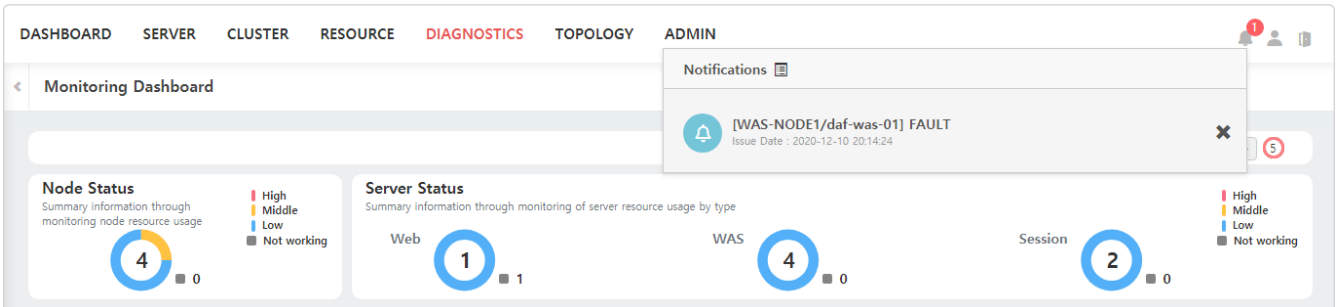 DASHBOARD SERVER CLUSTER RESOURCE DIAGNOSTICS TOPOLOGY ADMIN 1
Notifications
Monitoring Dashboard
[WAS-NODE1/daf-was-01] FAULT
Issue Date : 2020-12-10 20:14:24
5
Node Status
Summary information through
monitoring node resource usage
High
Middle
Low
Not working
4
0
Server Status
Summary information through monitoring of server resource usage by type
High
Middle
Low
Not working
Web
1
1
WAS
4
0
Session
2
0